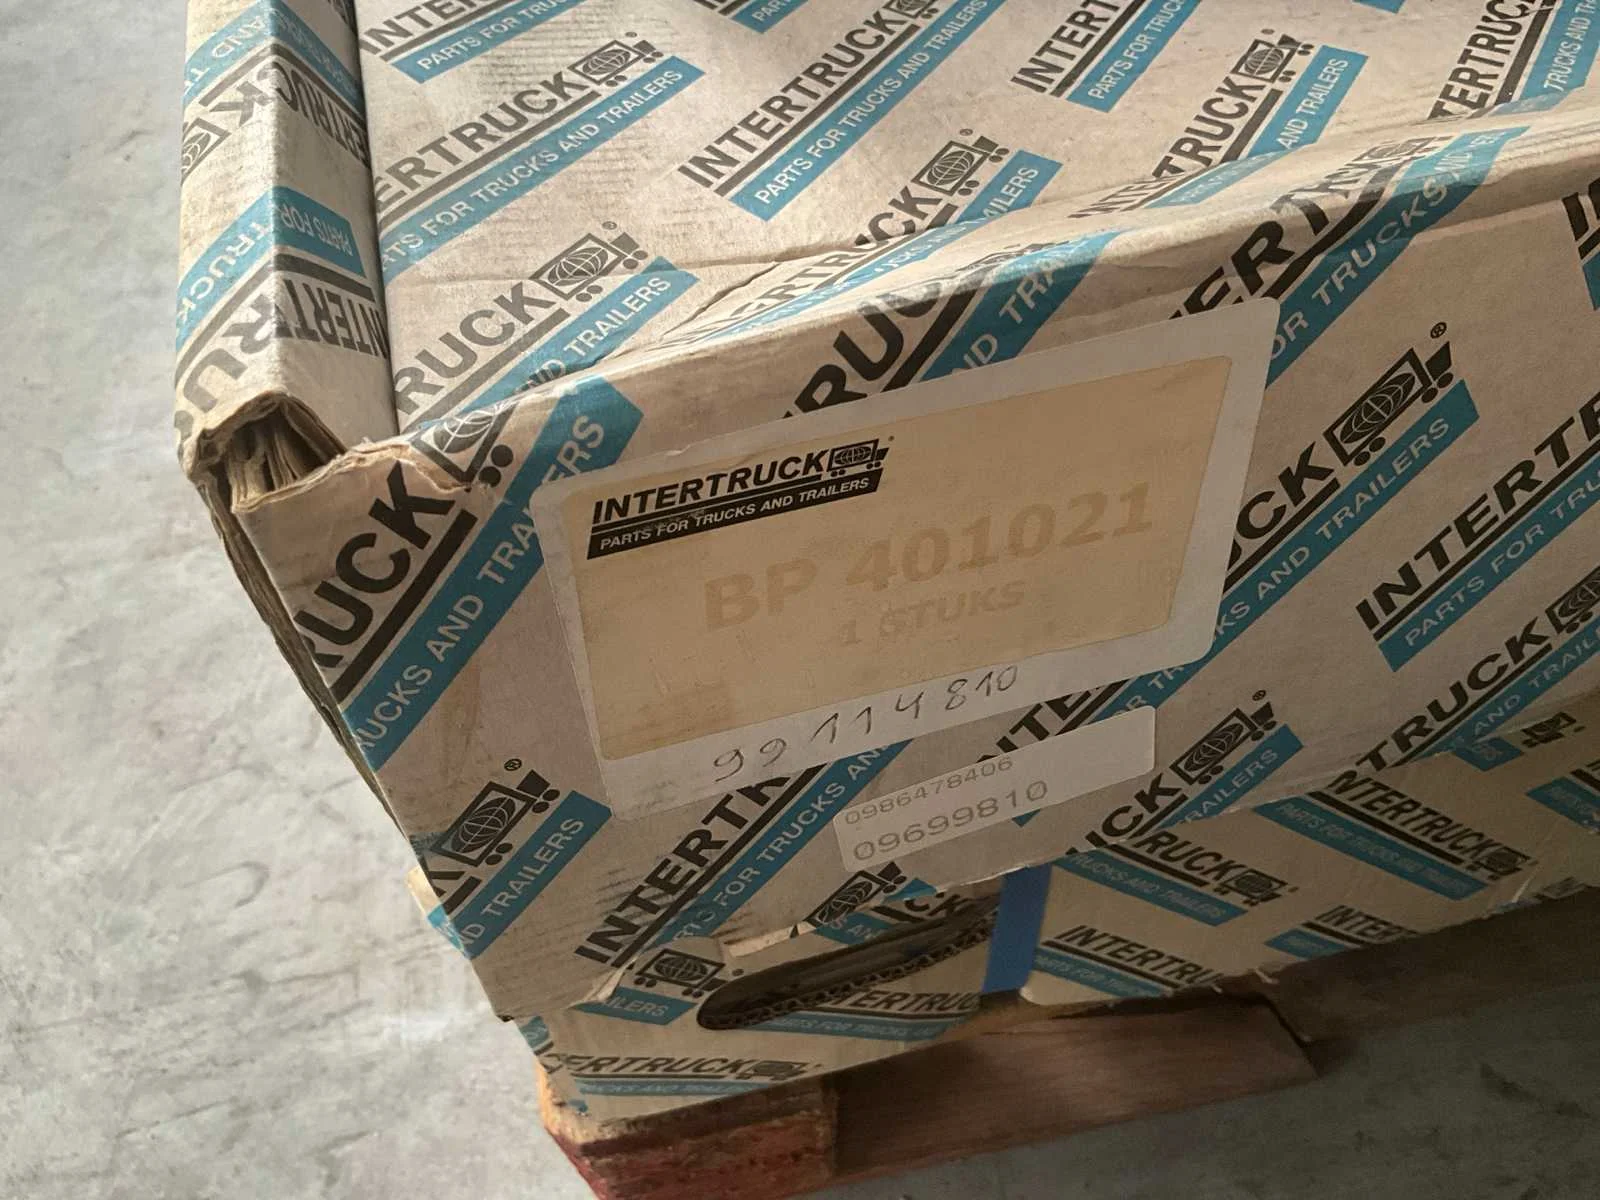 INTERTRUCK
PARTS FOR TRUCKS AND TRAILERS
BP 401021
1 STUKS
99114810
0986478406
09699810
INTERTRUCK
PARTS FOR TRUCKS AND TRAILERS